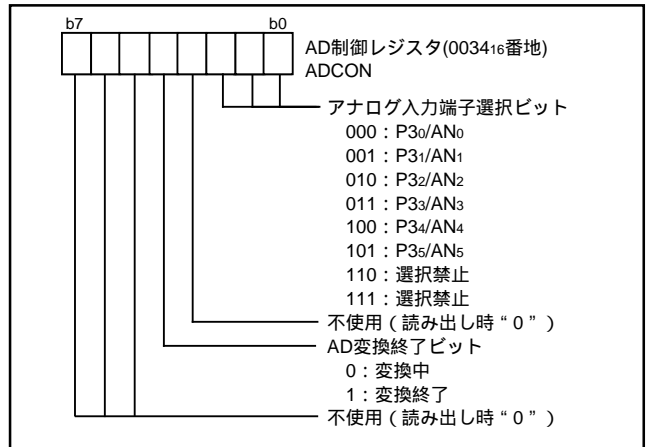 b7 b0
AD制御レジスタ(0034₁₆番地)
ADCON
アナログ入力端子選択ビット
000：P3₀/AN₀
001：P3₁/AN₁
010：P3₂/AN₂
011：P3₃/AN₃
100：P3₄/AN₄
101：P3₅/AN₅
110：選択禁止
111：選択禁止
不使用（読み出し時“0”）
AD変換終了ビット
0：変換中
1：変換終了
不使用（読み出し時“0”）